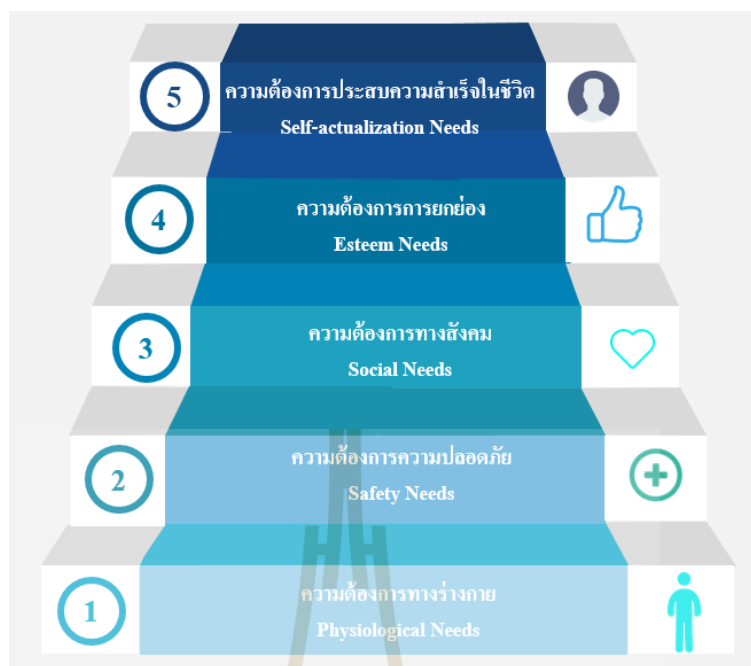 5
ความต้องการประสบความสำเร็จในชีวิต
Self-actualization Needs
4
ความต้องการการยกย่อง
Esteem Needs
3
ความต้องการทางสังคม
Social Needs
2
ความต้องการความปลอดภัย
Safety Needs
1
ความต้องการทางร่างกาย
Physiological Needs